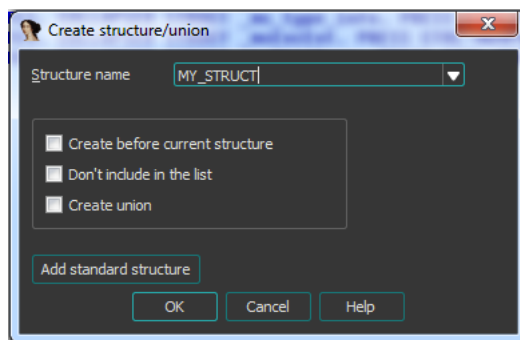 Create structure/union
Structure name MY_STRUCT
Create before current structure
Don't include in the list
Create union
Add standard structure
OK Cancel Help